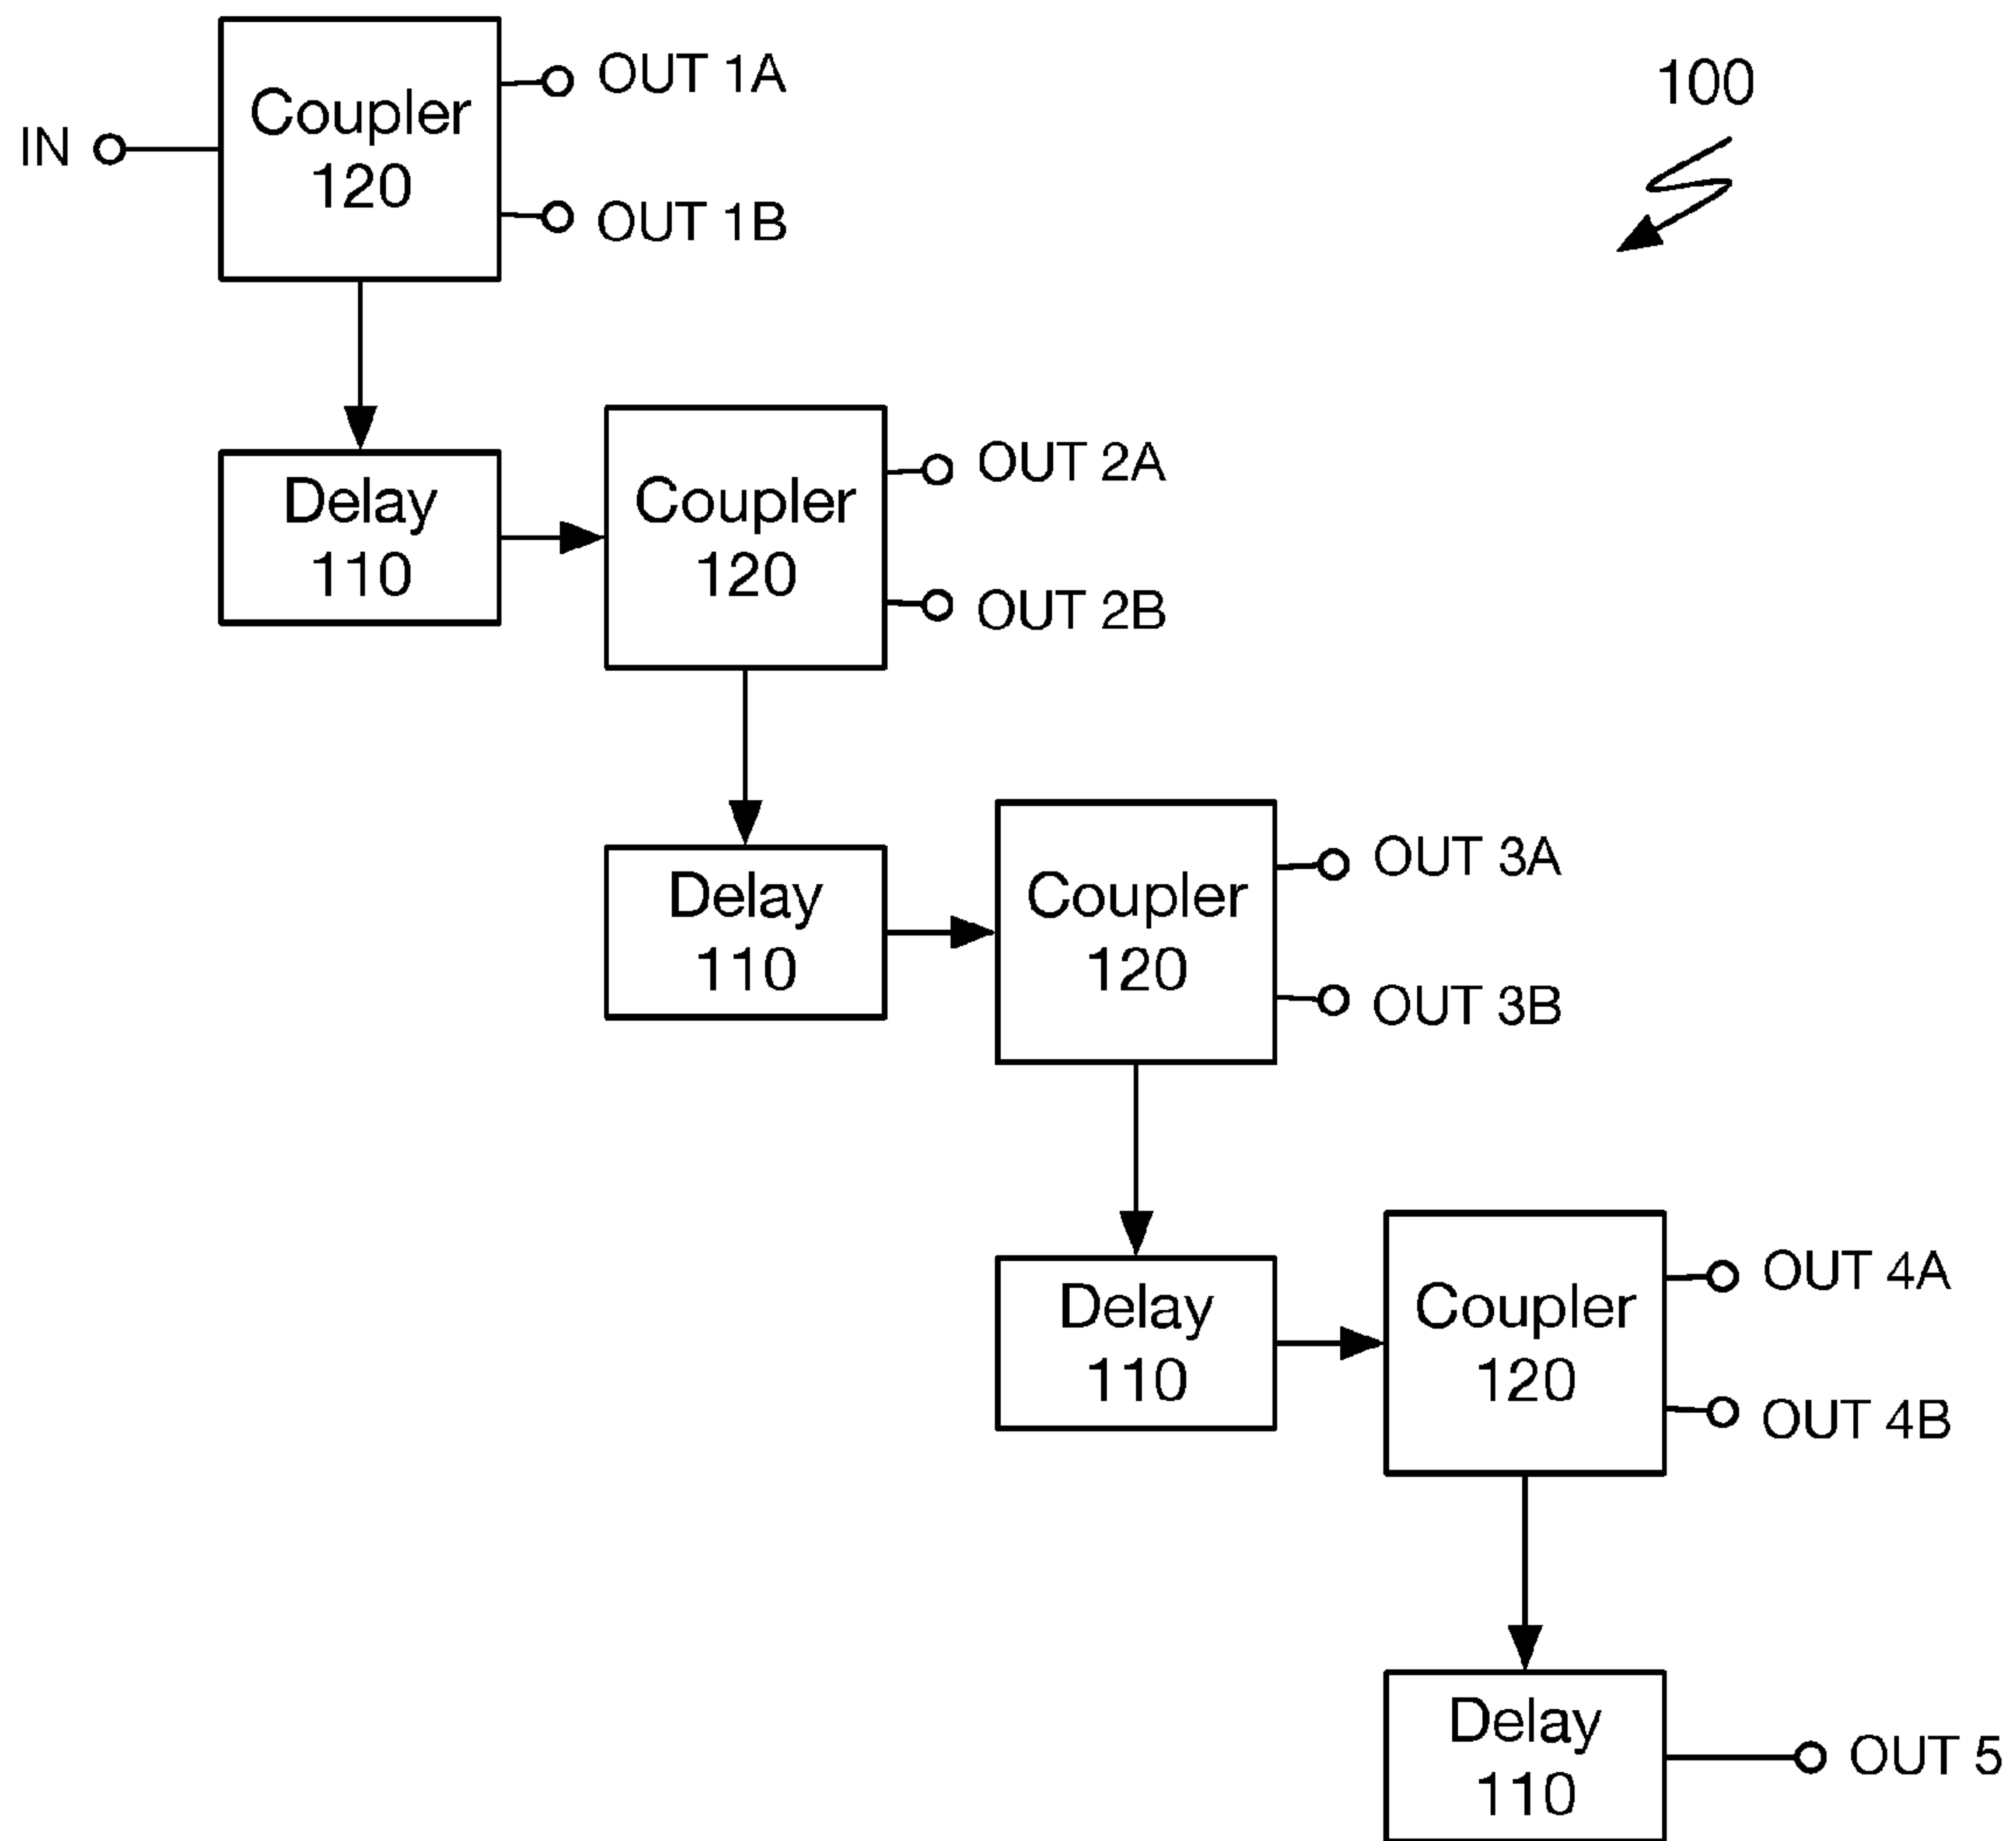 OUT 1A
100
Coupler
120
IN
OUT 1B
Delay
110
Coupler
120
OUT 2A
OUT 2B
Delay
110
Coupler
120
OUT 3A
OUT 3B
Delay
110
Coupler
120
OUT 4A
OUT 4B
Delay
110
OUT 5